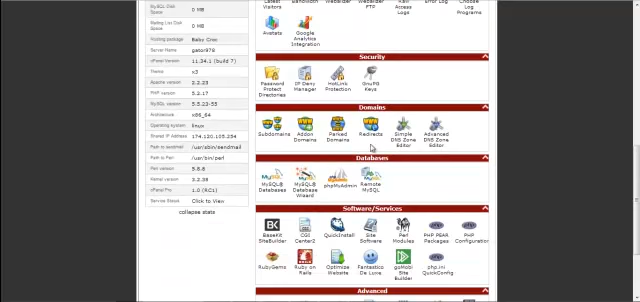 MySQL Disk Space 0 MB
Mailing List Disk Space 0 MB
Hosting package Baby Croc
Server Name gator978
cPanel Version 11.34.1 (build 7)
Theme x3
Apache version 2.2.23
PHP version 5.2.17
MySQL version 5.5.23-55
Architecture x86_64
Operating system linux
Shared IP Address 174.120.105.254
Path to sendmail /usr/sbin/sendmail
Path to Perl /usr/bin/perl
Perl version 5.8.8
Kernel version
cPanel Pro 1.0 (RC1)
Service Status Click to View
collapse stats
Latest Visitors
Bandwidth
Webalizer
Webalizer FTP
Raw Access Logs
Error Log
Choose Log Programs
Awstats
Google Analytics Integration
Security
Password Protect Directories
IP Deny Manager
HotLink Protection
GnuPG Keys
Domains
Subdomains
Addon Domains
Parked Domains
Redirects
Simple DNS Zone Editor
Advanced DNS Zone Editor
Databases
MySQL® Databases
MySQL® Database Wizard
phpMyAdmin
Remote MySQL
Software/Services
BaseKit SiteBuilder
CGI Center2
QuickInstall
Site Software
Perl Modules
PHP PEAR Packages
PHP Configuration
RubyGems
Ruby on Rails
Optimize Website
Fantastico De Luxe
goMobi Site Builder
php.ini QuickConfig
Advanced